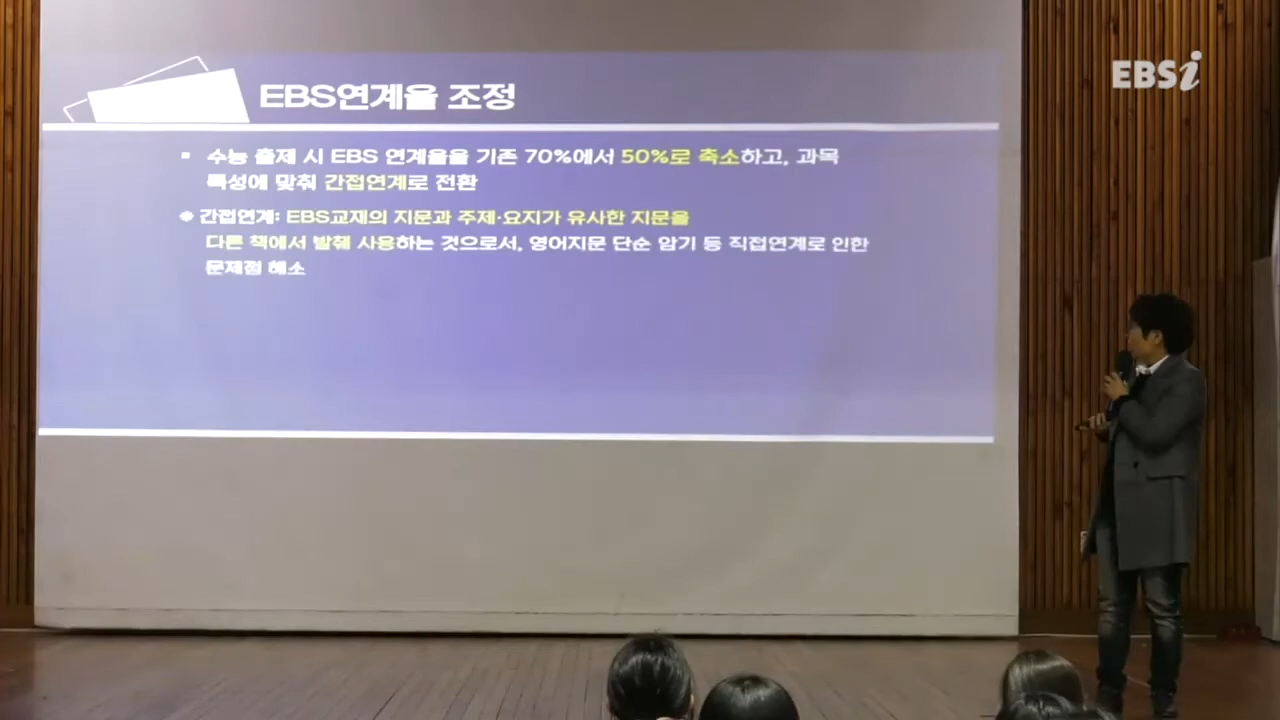 EBSi
EBS연계율 조정
▪ 수능 출제 시 EBS 연계율을 기존 70%에서 50%로 축소하고, 과목
특성에 맞춰 간접연계로 전환
※ 간접연계: EBS교재의 지문과 주제·요지가 유사한 지문을
다른 책에서 발췌 사용하는 것으로서, 영어지문 단순 암기 등 직접연계로 인한
문제점 해소